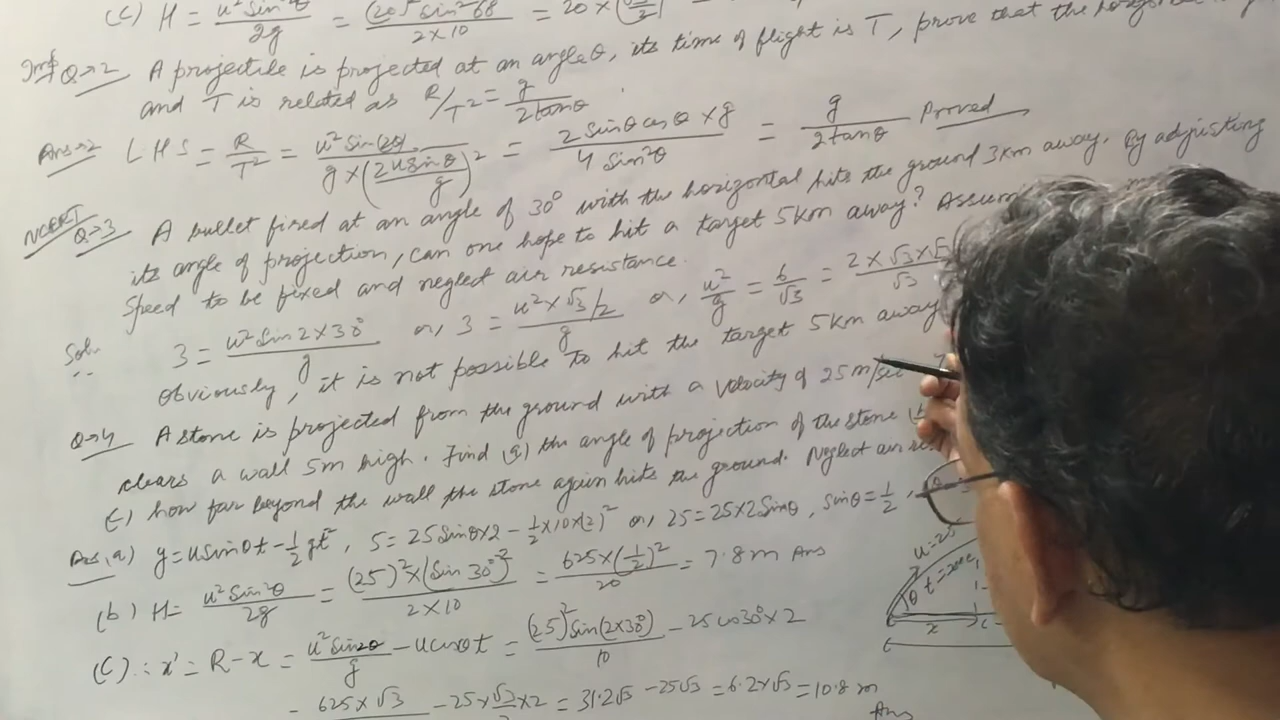 (C) H = u² sin²θ / 2g = (20)² sin² 60 / 2×10 = 20 ×
Imp Q→2 A projectile is projected at an angle θ, its time of flight is T, prove that the
and T is related as R/T² = g / 2tanθ
Ans→2 LHS = R/T² = u² sin(2θ) / g×(2u sinθ / g)² = 2 sinθ cosθ × g / 4 sin²θ = g / 2tanθ Proved
NCERT Q→3 A bullet fired at an angle of 30° with the horizontal hits the ground 3km away. By adjusting
its angle of projection, can one hope to hit a target 5km away? Assum
Speed to be fixed and neglect air resistance.
Sol. 3 = u² sin 2×30° / g or, 3 = u²×√3/2 / g or, u²/g = 6/√3 = 2×√3×√3 / √3
obviously, it is not possible to hit the target 5km away
Q→4 A stone is projected from the ground with a velocity of 25m/sec
clears a wall 5m high. Find (a) the angle of projection of the stone
(c) how far beyond the wall the stone again hits the ground. Neglect air
Ans, a) y = u sinθt - ½ gt², 5 = 25 sinθ×2 - ½×10×(2)² or, 25 = 25×2 sinθ, sinθ = ½,
(b) H = u² sin²θ / 2g = (25)²×(sin 30°)² / 2×10 = 625×(½)² / 20 = 7.8m Ans
(C) ∴ x' = R - x = u² sin2θ / g - u cosθt = (25)² sin(2×30°) / 10 - 25 cos30°×2
= 625×√3 - 25×√3/2×2 = 31.2√3 - 25√3 = 6.2×√3 = 10.8 m
Ans
u=25
θ t=2sec
x